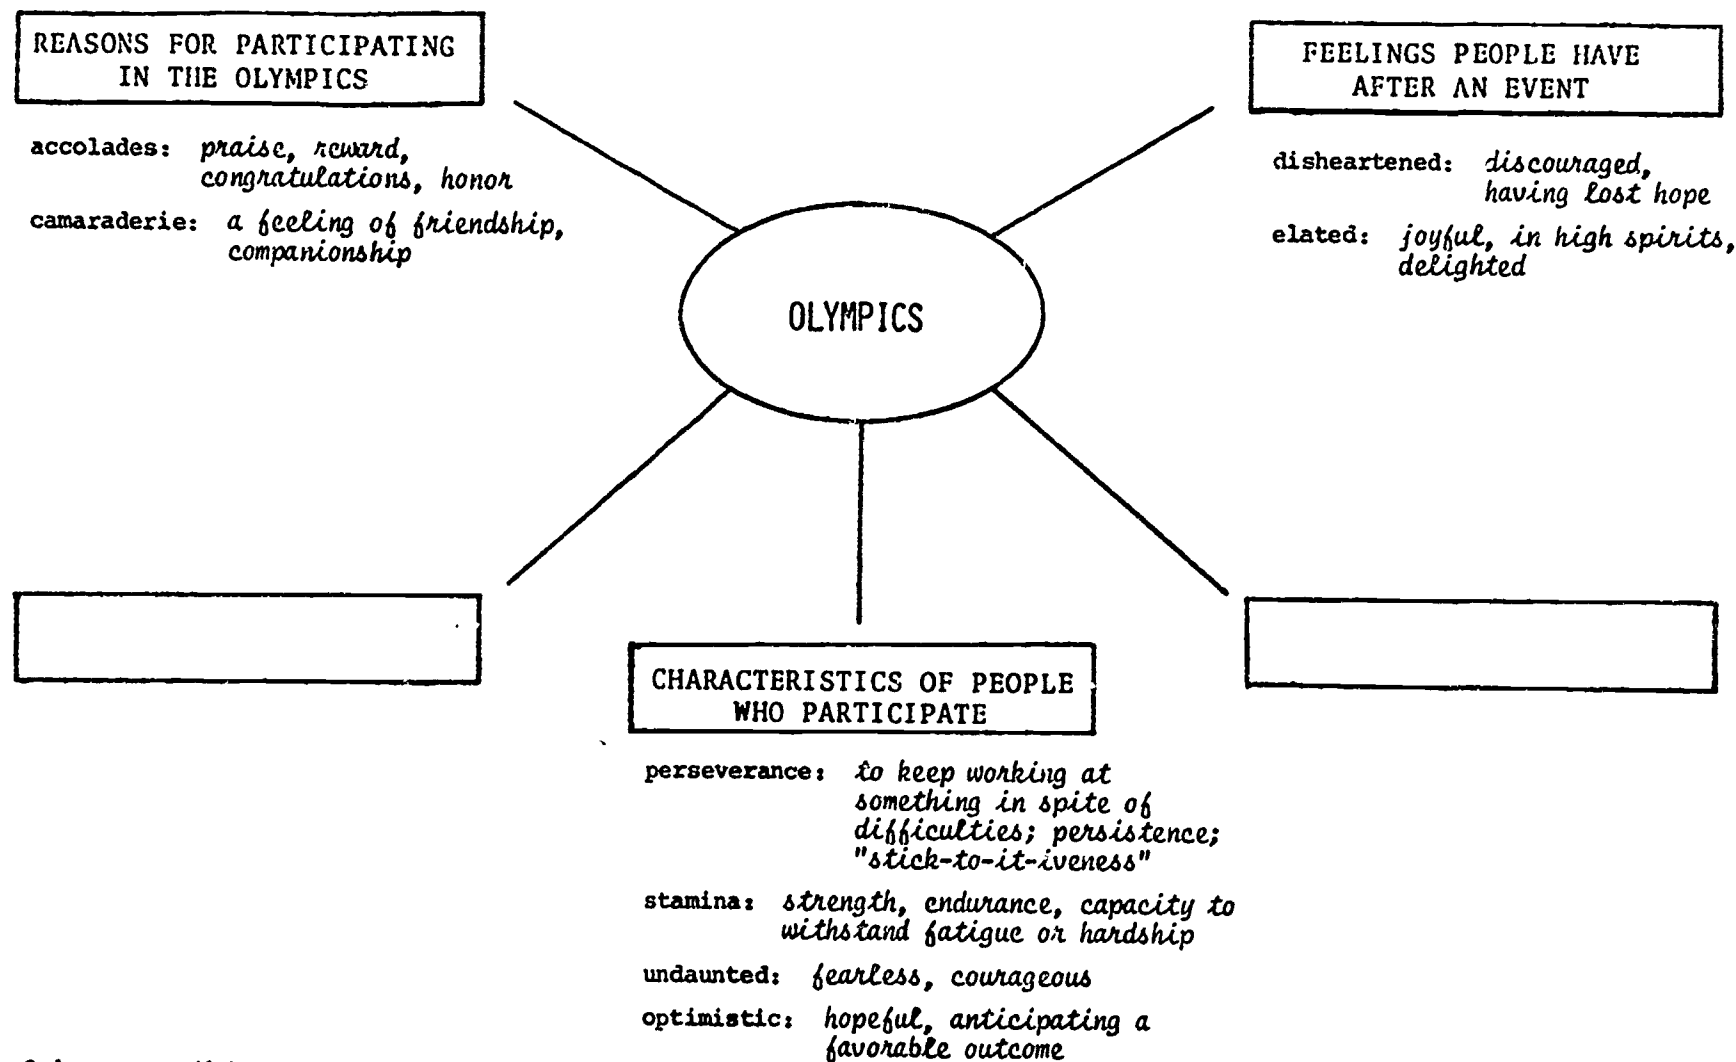 REASONS FOR PARTICIPATING
IN THE OLYMPICS
accolades: praise, reward,
congratulations, honor
camaraderie: a feeling of friendship,
companionship
FEELINGS PEOPLE HAVE
AFTER AN EVENT
disheartened: discouraged,
having lost hope
elated: joyful, in high spirits,
delighted
OLYMPICS
CHARACTERISTICS OF PEOPLE
WHO PARTICIPATE
perseverance: to keep working at
something in spite of
difficulties; persistence;
"stick-to-it-iveness"
stamina: strength, endurance, capacity to
withstand fatigue or hardship
undaunted: fearless, courageous
optimistic: hopeful, anticipating a
favorable outcome